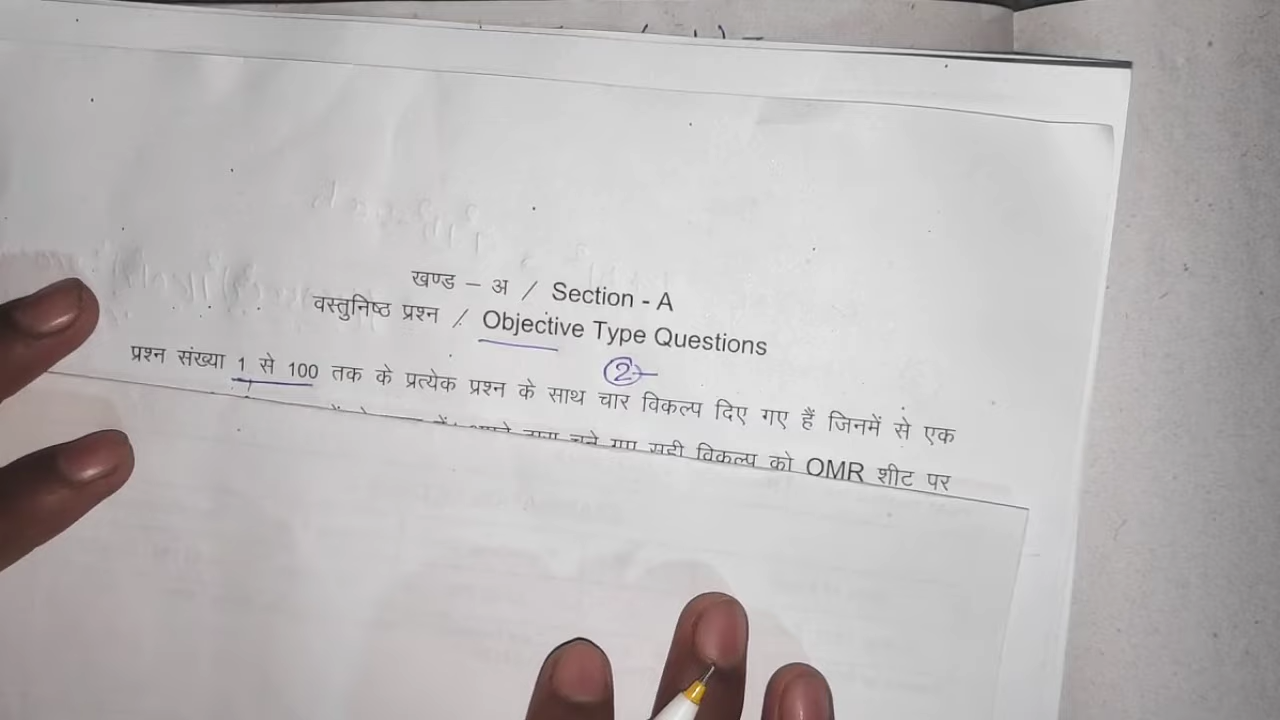 खण्ड – अ / Section - A
वस्तुनिष्ठ प्रश्न / Objective Type Questions
②
प्रश्न संख्या 1 से 100 तक के प्रत्येक प्रश्न के साथ चार विकल्प दिए गए हैं जिनमें से एक
चुने गए सही विकल्प को OMR शीट पर